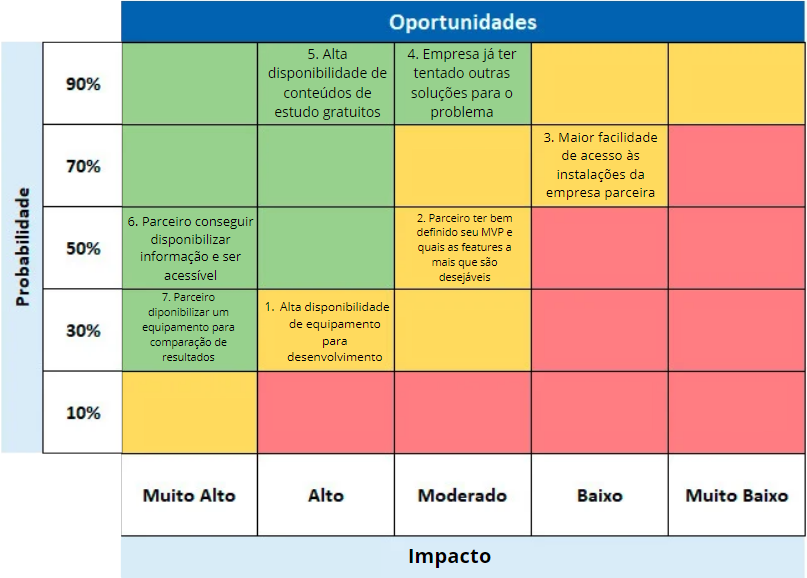 Oportunidades
Probabilidade
90%
5. Alta
disponibilidade de
conteúdos de
estudo gratuitos
4. Empresa já ter
tentado outras
soluções para o
problema
70%
3. Maior facilidade
de acesso às
instalações da
empresa parceira
50%
6. Parceiro conseguir
disponibilizar
informação e ser
acessível
2. Parceiro ter bem
definido seu MVP e
quais as features a
mais que são
desejáveis
30%
7. Parceiro
diponibilizar um
equipamento para
comparação de
resultados
1. Alta disponibilidade
de equipamento
para
desenvolvimento
10%
Muito Alto
Alto
Moderado
Baixo
Muito Baixo
Impacto